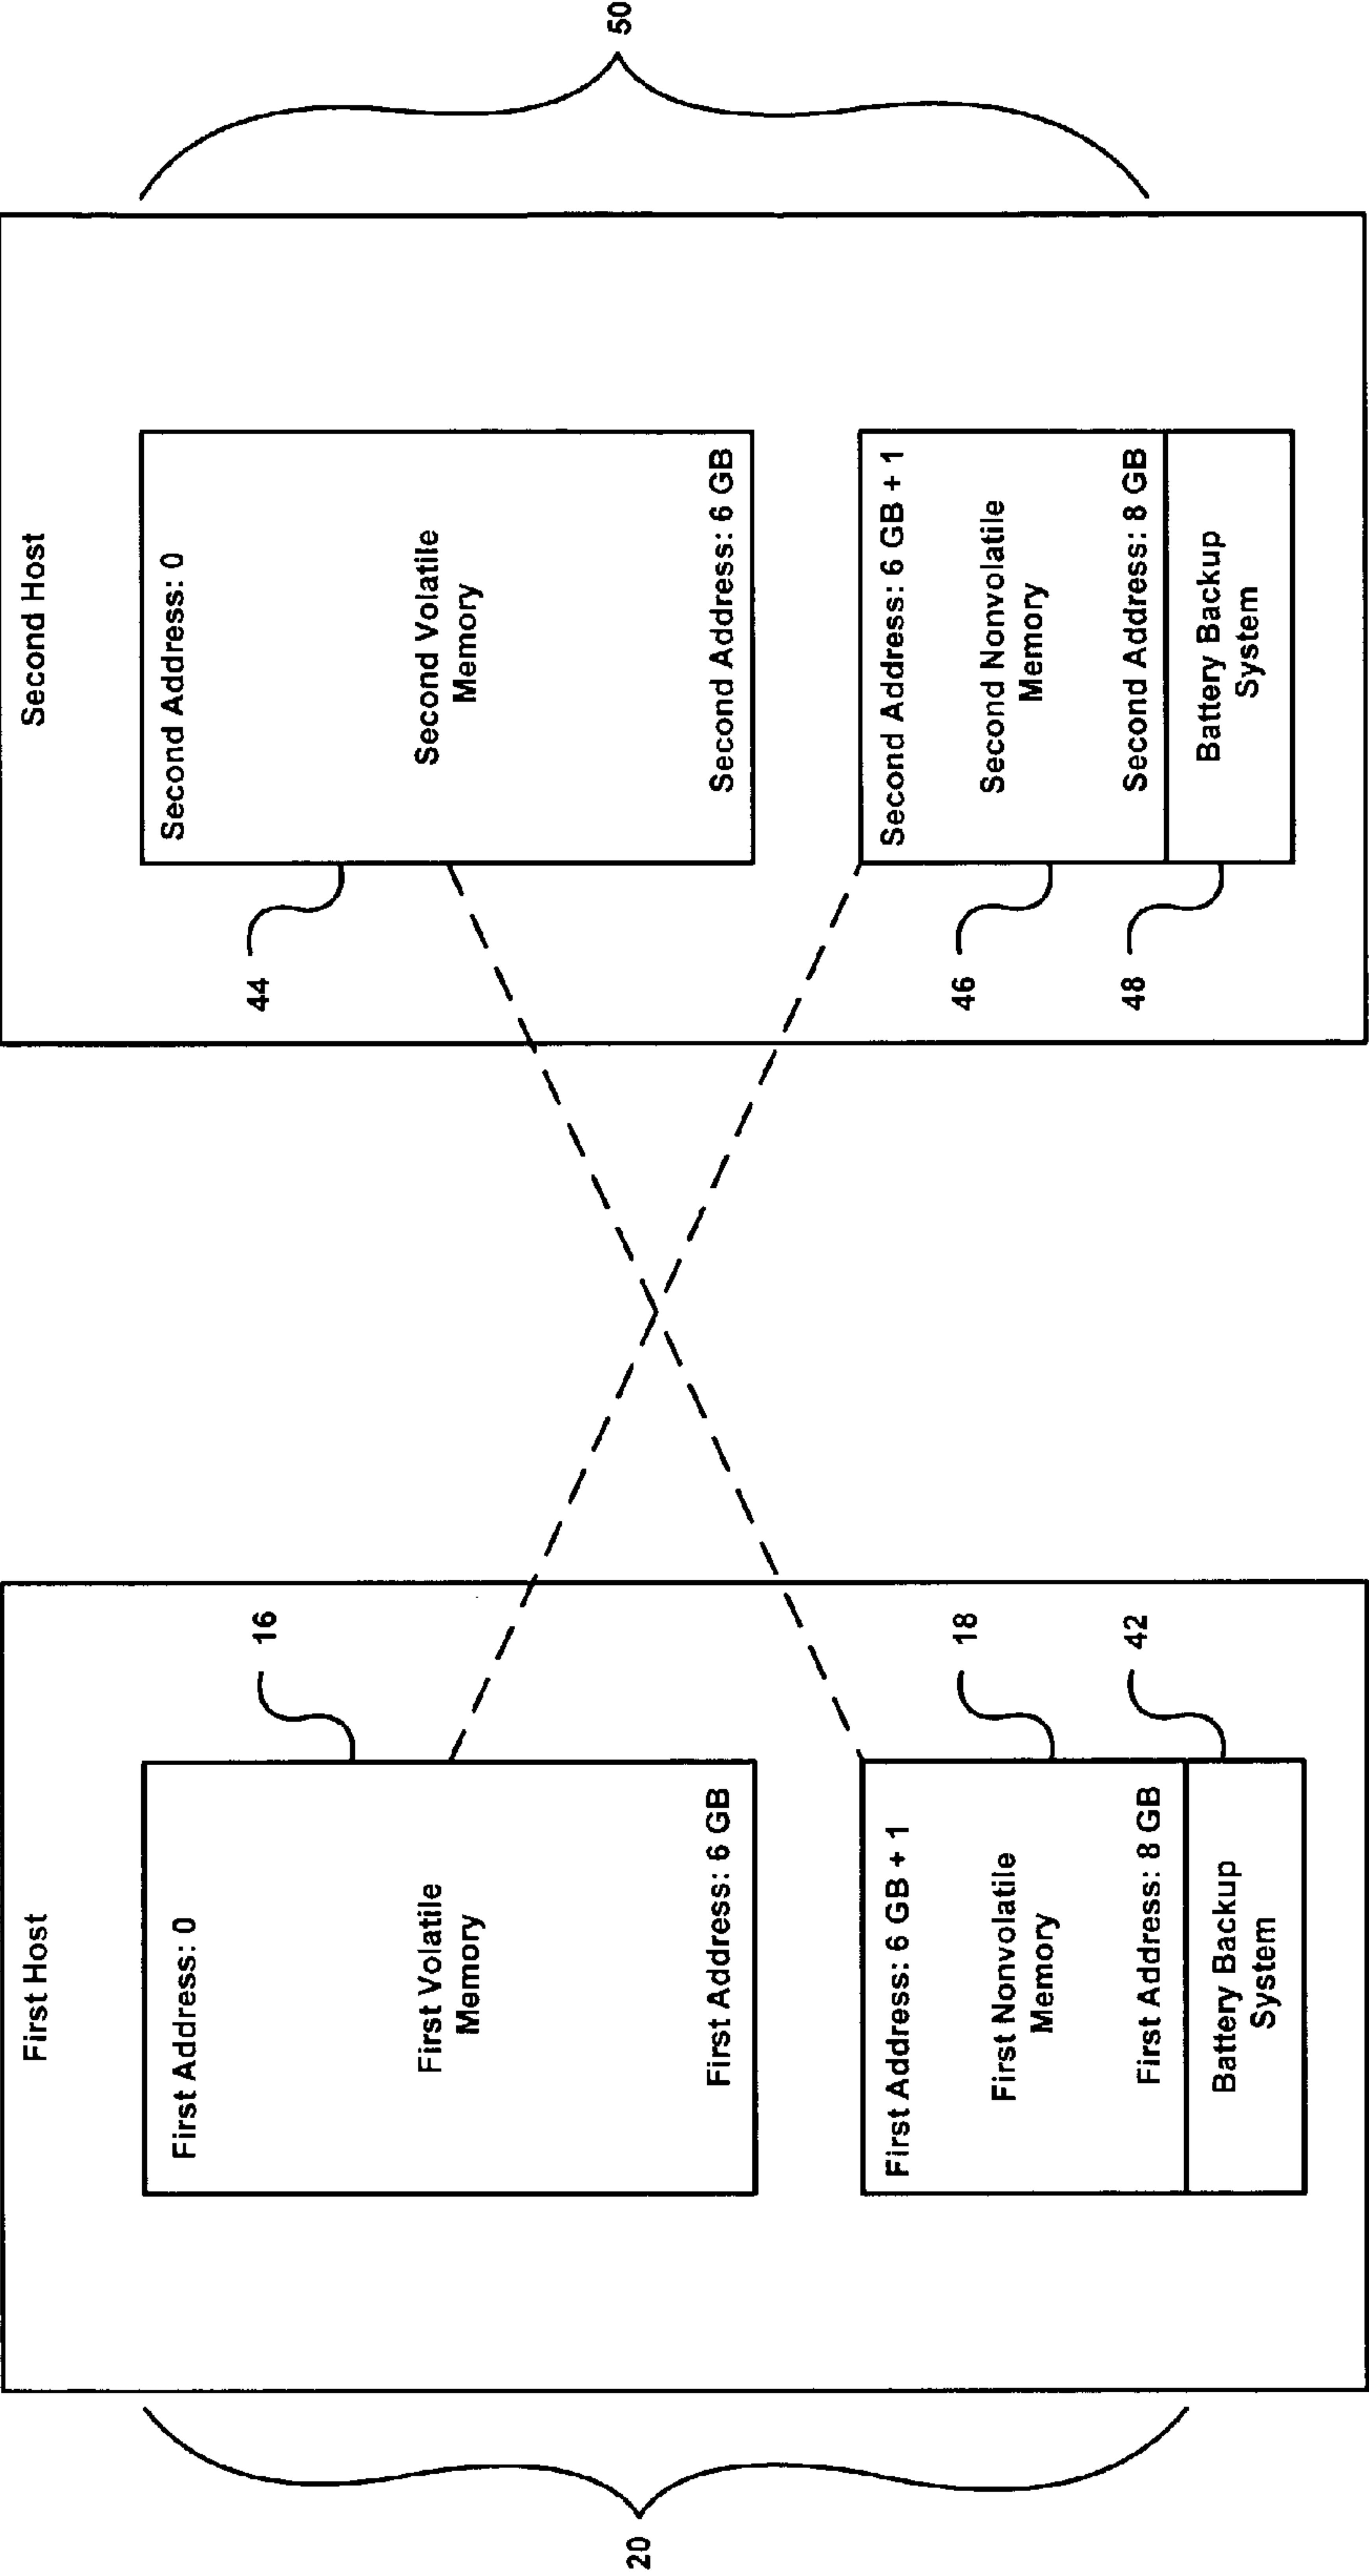 First Host
First Address: 0
First Volatile
Memory
First Address: 6 GB
16
First Address: 6 GB + 1
First Nonvolatile
Memory
First Address: 8 GB
18
Battery Backup
System
42
20
Second Host
Second Address: 0
Second Volatile
Memory
Second Address: 6 GB
44
Second Address: 6 GB + 1
Second Nonvolatile
Memory
Second Address: 8 GB
46
Battery Backup
System
48
50